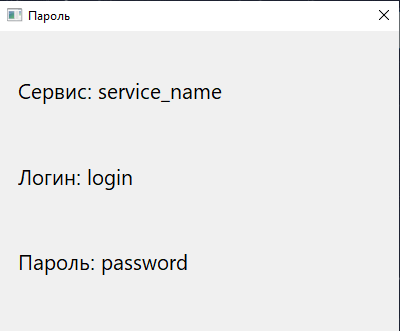 Пароль
Сервис: service_name
Логин: login
Пароль: password